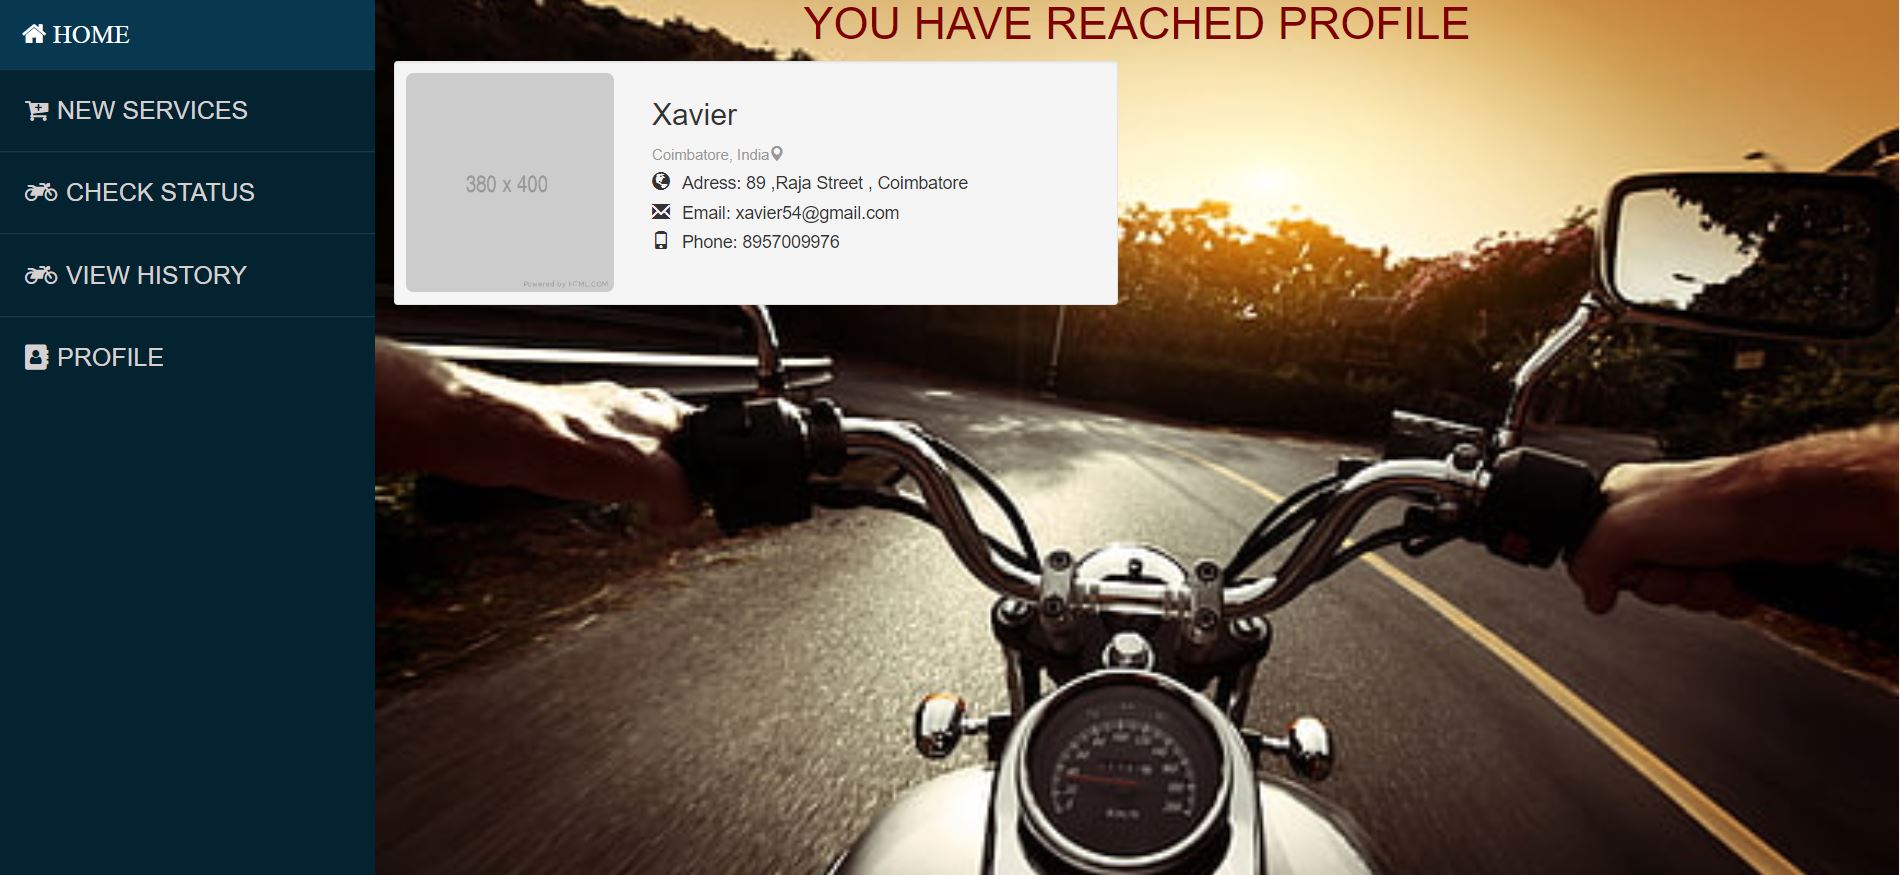 HOME
NEW SERVICES
CHECK STATUS
VIEW HISTORY
PROFILE
YOU HAVE REACHED PROFILE
380 x 400
Powered by HTML.COM
Xavier
Coimbatore, India
Adress: 89 ,Raja Street , Coimbatore
Email: xavier54@gmail.com
Phone: 8957009976